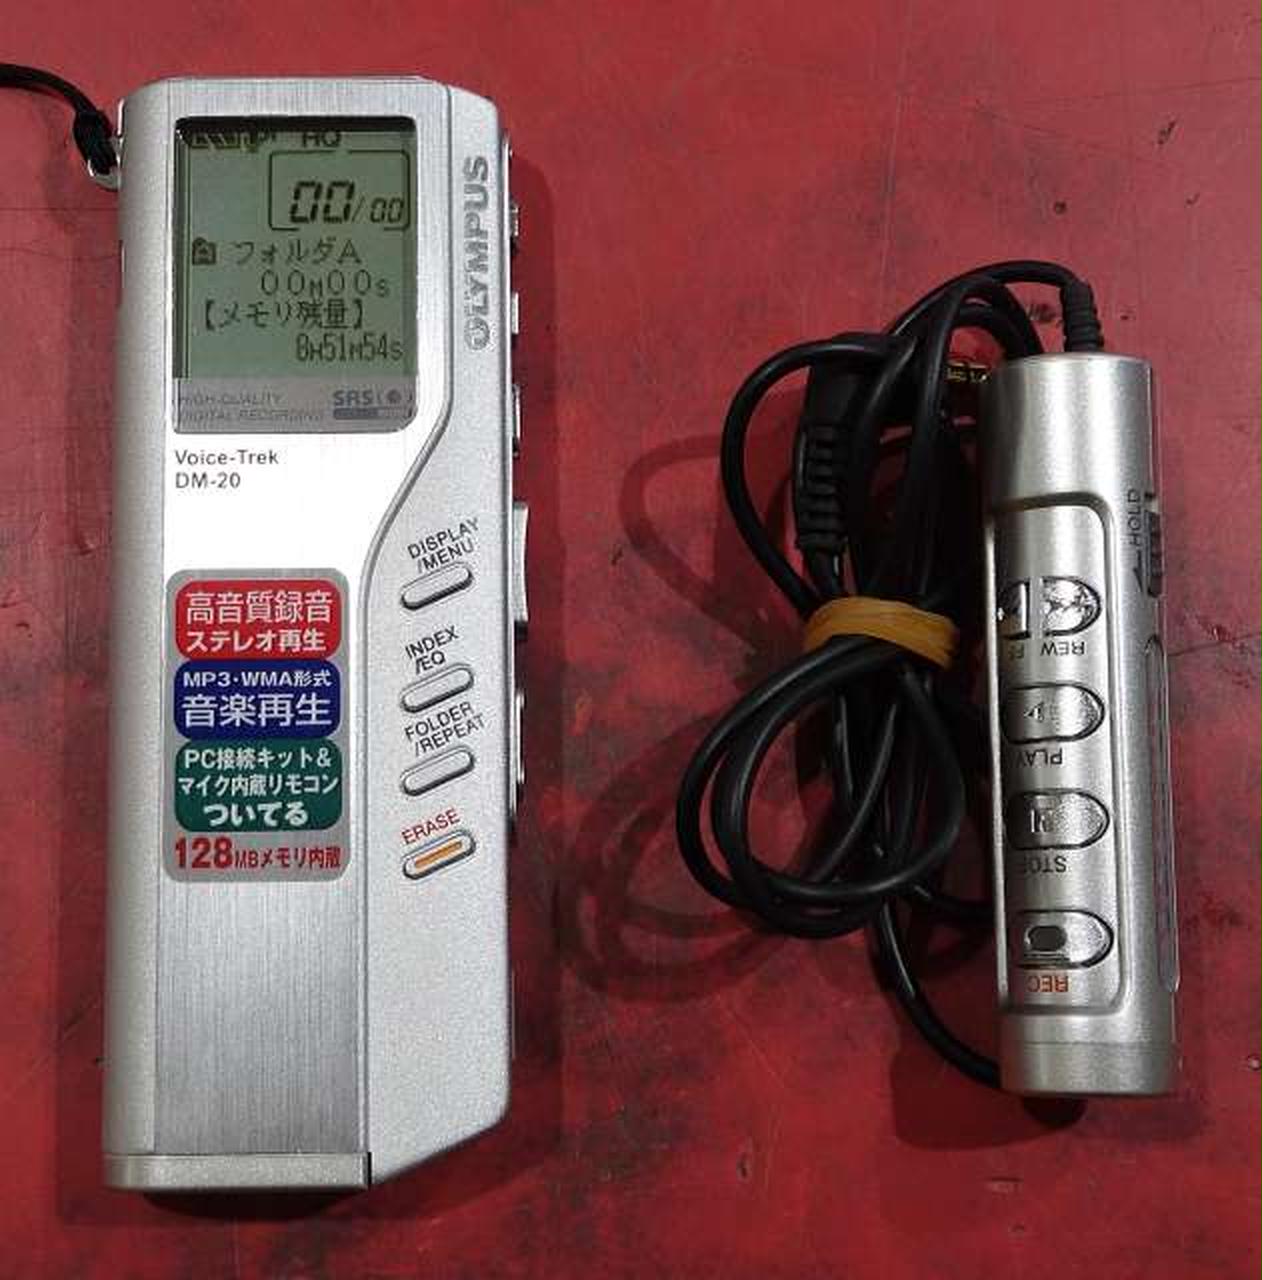 HQ
00/00
フォルダA
00M00s
【メモリ残量】
8H51M54s
HIGH-QUALITY
DIGITAL RECORDING
SRS
OLYMPUS
Voice-Trek
DM-20
DISPLAY
/MENU
INDEX
/EQ
FOLDER
/REPEAT
ERASE
高音質録音
ステレオ再生
MP3・WMA形式
音楽再生
PC接続キット&
マイク内蔵リモコン
ついてる
128MBメモリ内蔵
HOLD
REW
PLAY
STOP
REC